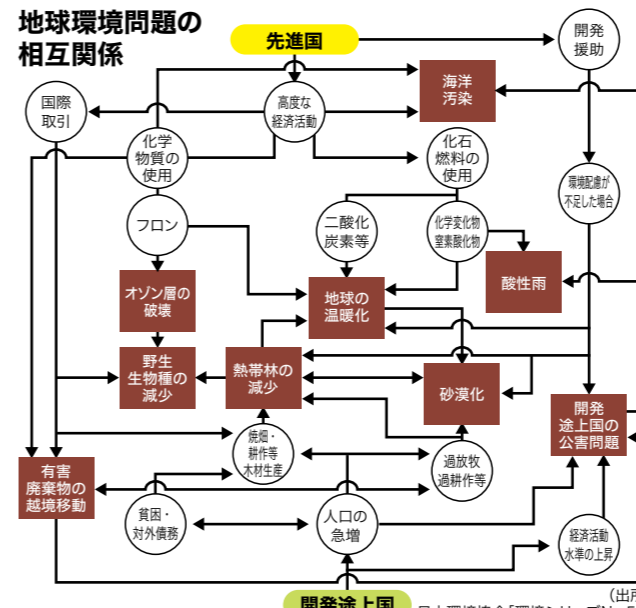 地球環境問題の
相互関係
先進国
開発
援助
海洋
汚染
国際
取引
高度な
経済活動
化学
物質の
使用
化石
燃料の
使用
環境配慮が
不足した場合
フロン
二酸化
炭素等
化学変化物
窒素酸化物
酸性雨
オゾン層の
破壊
地球の
温暖化
野生
生物種の
減少
熱帯林の
減少
砂漠化
開発
途上国の
公害問題
焼畑・
耕作等
木材生産
過放牧
過耕作等
有害
廃棄物の
越境移動
貧困・
対外債務
人口の
急増
経済活動
水準の上昇
開発途上国
（出所